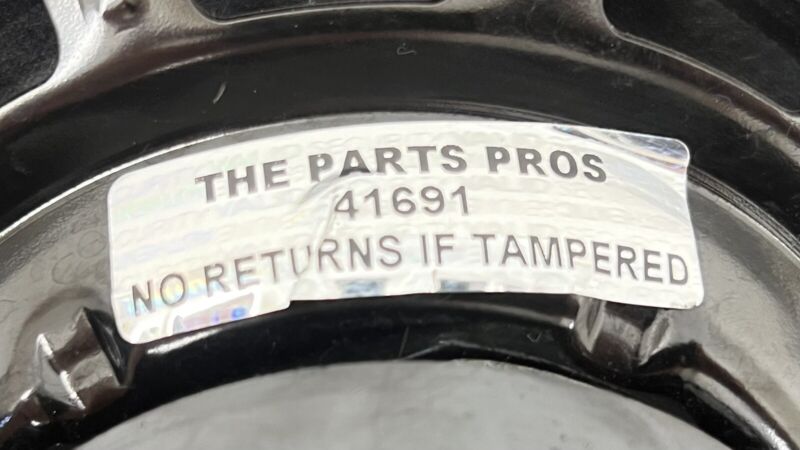 THE PARTS PROS
41691
NO RETURNS IF TAMPERED